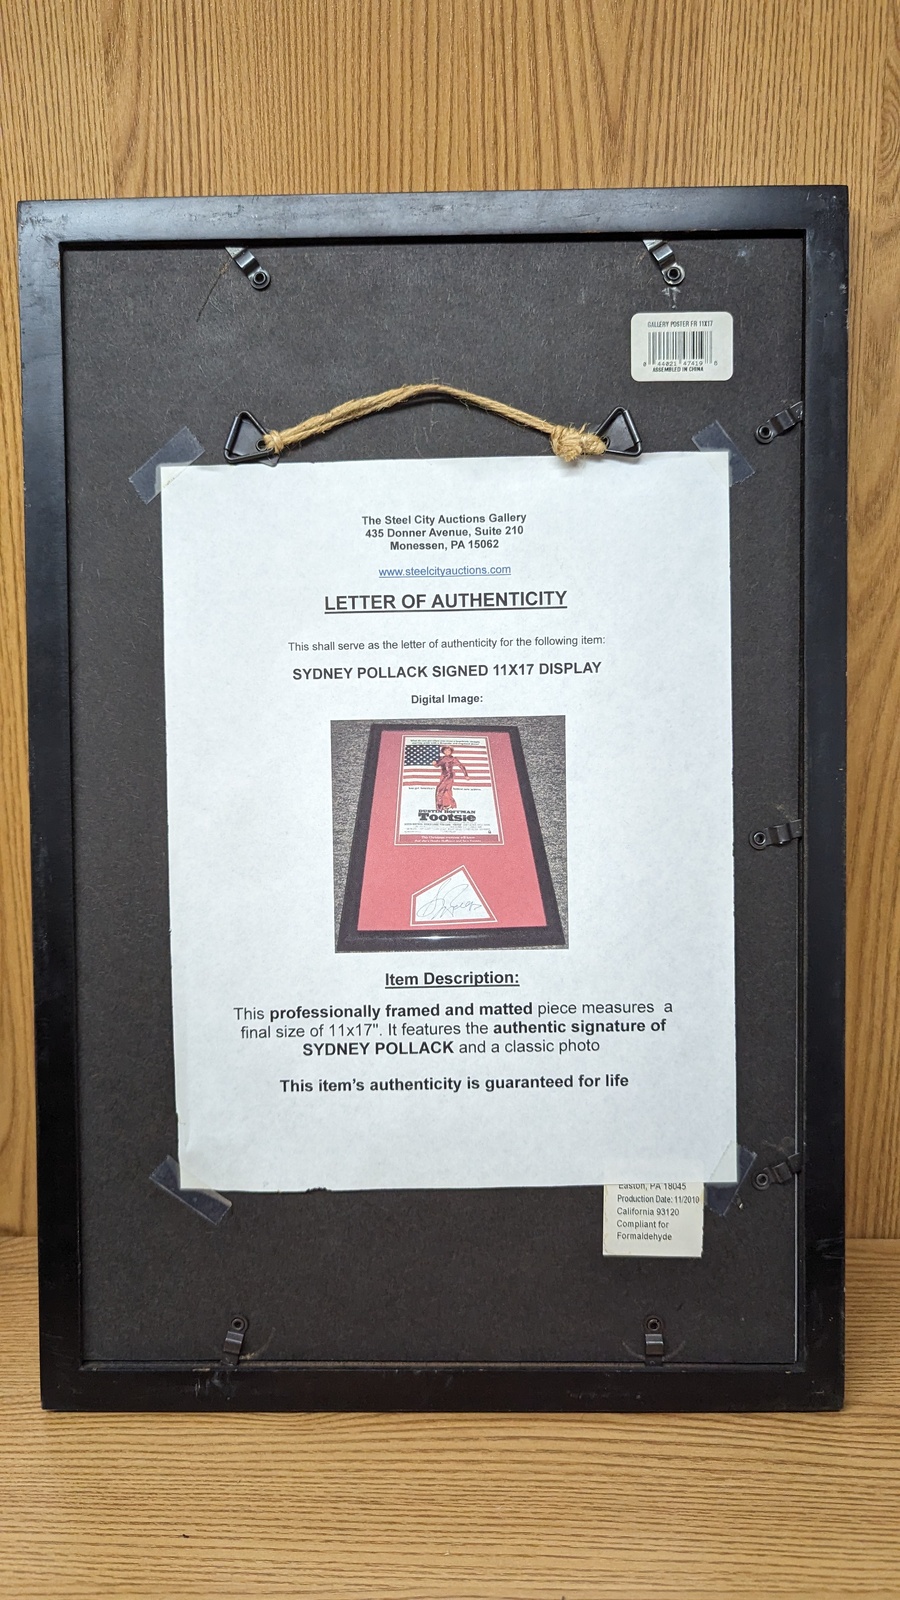 GALLERY POSTER FR 11X17
0 44021 47419 6
ASSEMBLED IN CHINA
The Steel City Auctions Gallery
435 Donner Avenue, Suite 210
Monessen, PA 15062
www.steelcityauctions.com
LETTER OF AUTHENTICITY
This shall serve as the letter of authenticity for the following item:
SYDNEY POLLACK SIGNED 11X17 DISPLAY
Digital Image:
DUSTIN HOFFMAN
Tootsie
Item Description:
This professionally framed and matted piece measures a
final size of 11x17". It features the authentic signature of
SYDNEY POLLACK and a classic photo
This item's authenticity is guaranteed for life
Easton, PA 18045
Production Date: 11/2010
California 93120
Compliant for
Formaldehyde